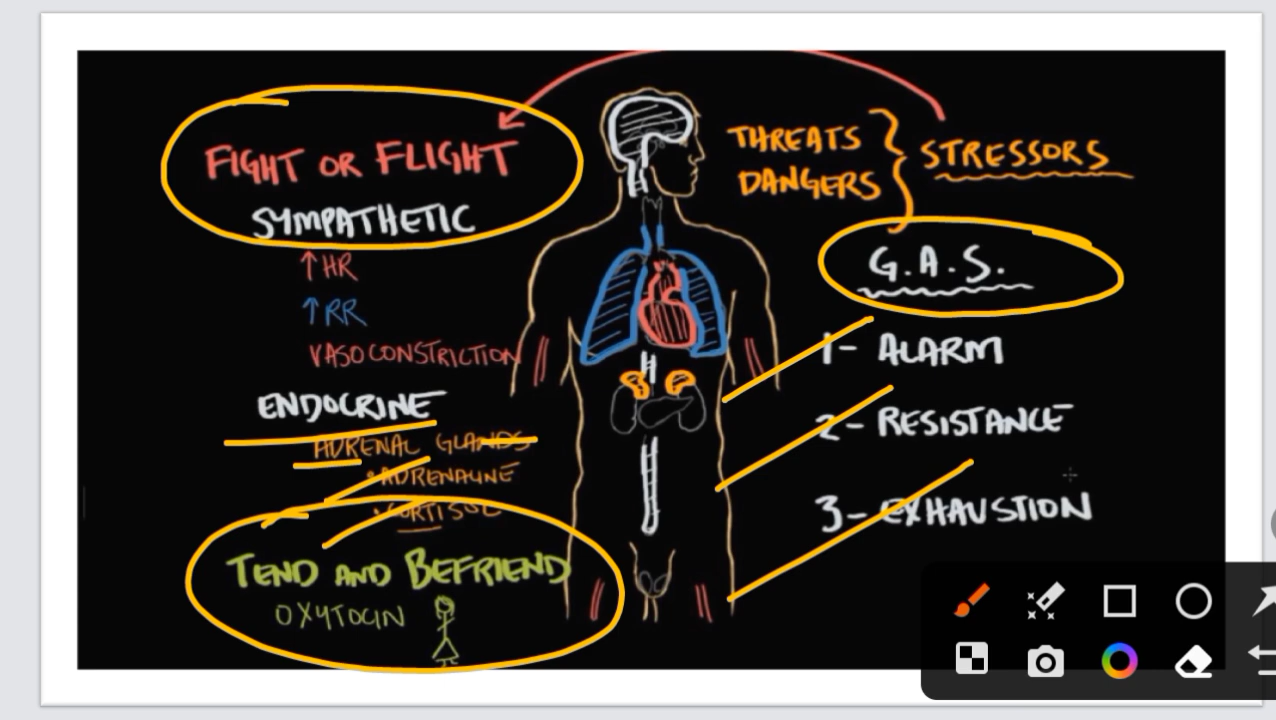 FIGHT OR FLIGHT
SYMPATHETIC
↑HR
↑RR
VASOCONSTRICTION
ENDOCRINE
ADRENAL GLANDS
• ADRENALINE
• CORTISOL
TEND AND BEFRIEND
OXYTOCIN
THREATS
DANGERS
STRESSORS
G.A.S.
1- ALARM
2- RESISTANCE
3- EXHAUSTION